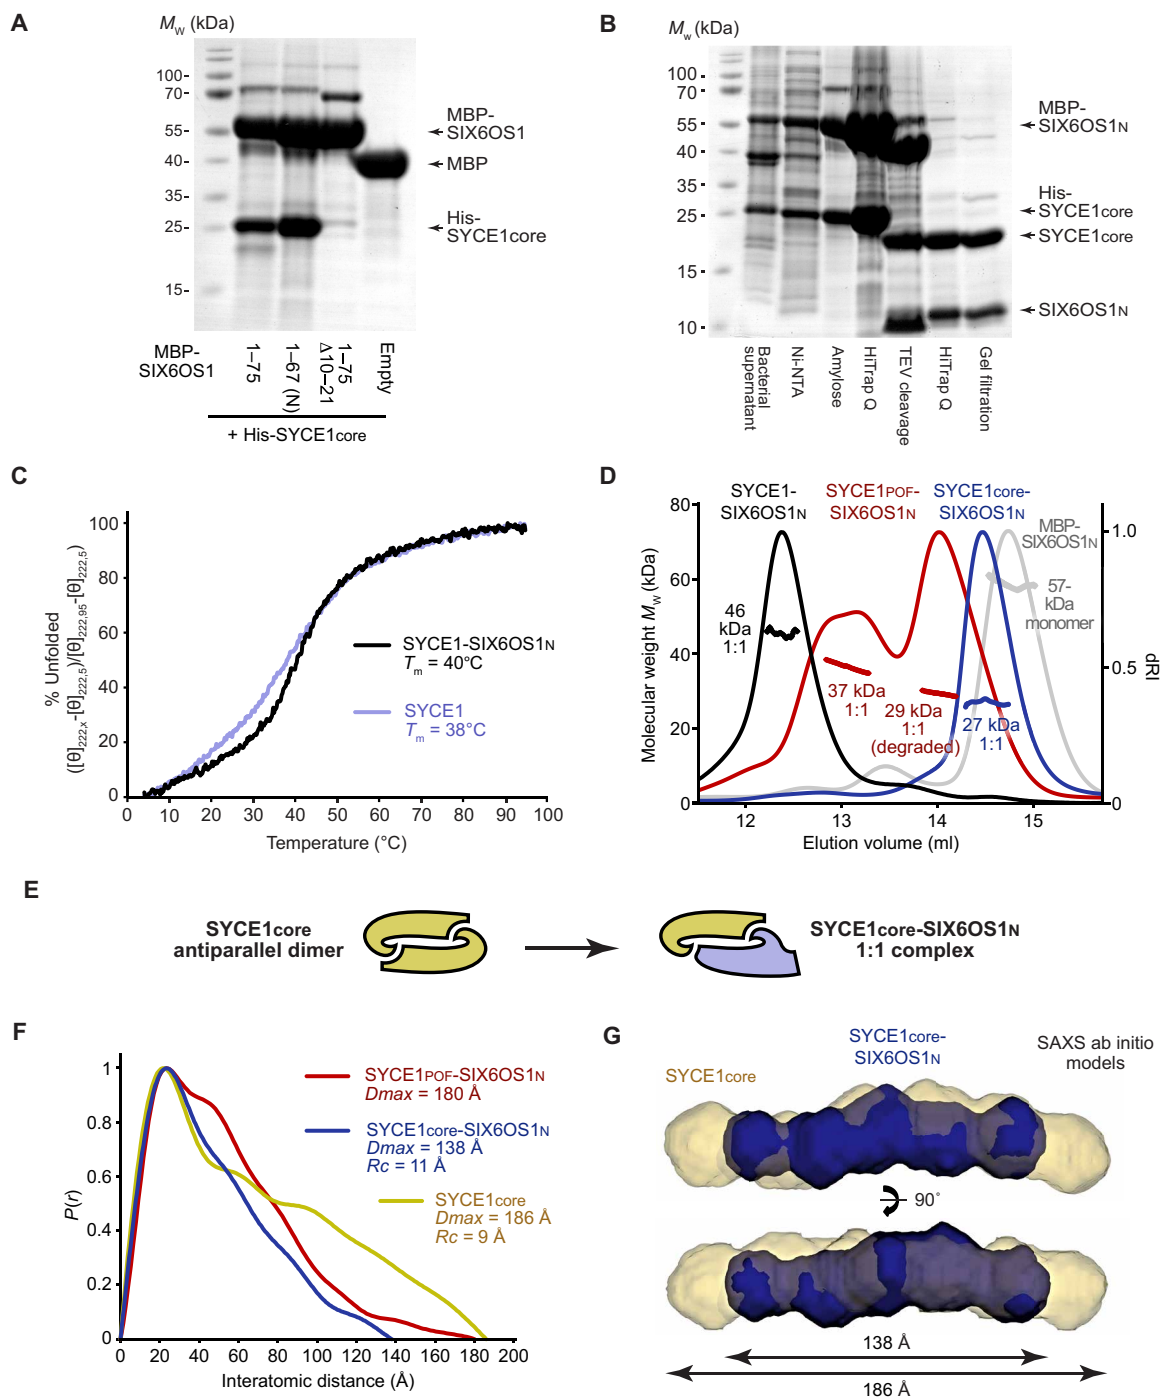 A
Mw (kDa)
100-
70-
55-
40-
35-
25-
15-
MBP-
SIX6OS1
MBP
His-
SYCE1core
MBP-
SIX6OS1
1–75
1–67 (N)
1–75
Δ10–21
Empty
+ His-SYCE1core
B
Mw (kDa)
100-
70-
55-
40-
35-
25-
15-
10-
MBP-
SIX6OS1N
His-
SYCE1core
SYCE1core
SIX6OS1N
Bacterial
supernatant
Ni-NTA
Amylose
HiTrap Q
TEV cleavage
HiTrap Q
Gel filtration
C
% Unfolded
([θ]222,x-[θ]222,5)/[θ]222,95-[θ]222,5)
100
80
60
40
20
0
0 10 20 30 40 50 60 70 80 90 100
Temperature (°C)
SYCE1-SIX6OS1N
Tm = 40°C
SYCE1
Tm = 38°C
D
SYCE1-
SIX6OS1N
SYCE1POF-
SIX6OS1N
SYCE1core-
SIX6OS1N
MBP-
SIX6OS1N
57-
kDa
monomer
46
kDa
1:1
37 kDa
1:1
29 kDa
1:1
(degraded)
27 kDa
1:1
Molecular weight Mw (kDa)
80
60
40
20
0
1.0
0.5
0
dRI
12 13 14 15
Elution volume (ml)
E
SYCE1core
antiparallel dimer
SYCE1core-SIX6OS1N
1:1 complex
F
P(r)
1
0.8
0.6
0.4
0.2
0
0 20 40 60 80 100 120 140 160 180 200
Interatomic distance (Å)
SYCE1POF-SIX6OS1N
Dmax = 180 Å
SYCE1core-SIX6OS1N
Dmax = 138 Å
Rc = 11 Å
SYCE1core
Dmax = 186 Å
Rc = 9 Å
G
SYCE1core
SYCE1core-
SIX6OS1N
SAXS ab initio
models
90°
138 Å
186 Å